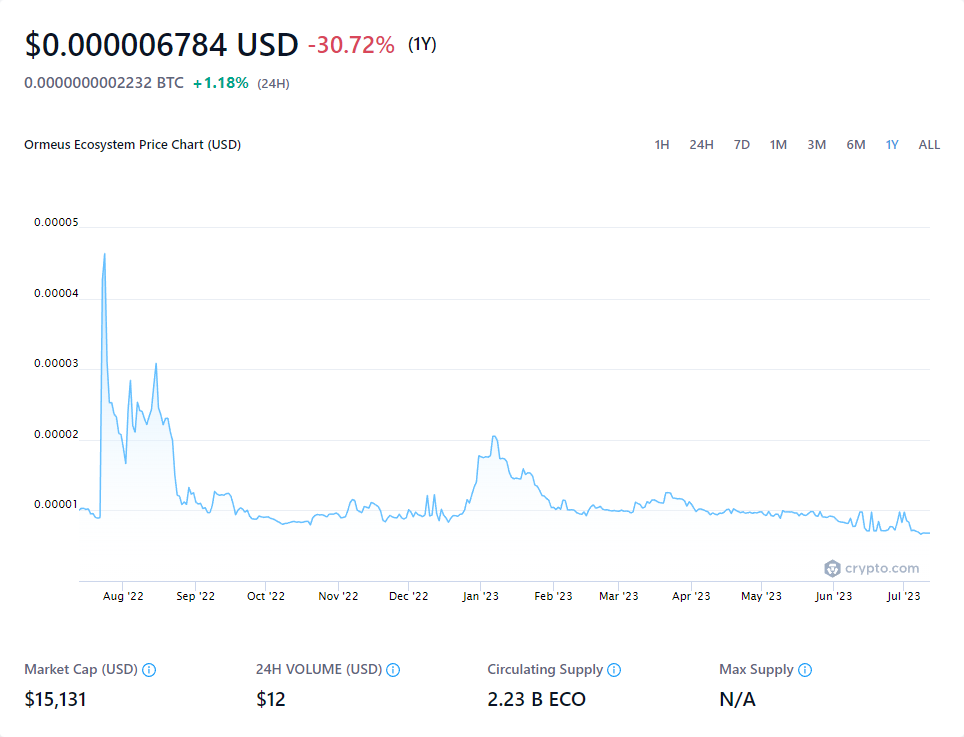 $0.000006784 USD -30.72% (1Y)
0.0000000002232 BTC +1.18% (24H)
Ormeus Ecosystem Price Chart (USD) 1H 24H 7D 1M 3M 6M 1Y ALL
0.00005
0.00004
0.00003
0.00002
0.00001
crypto.com
Aug '22 Sep '22 Oct '22 Nov '22 Dec '22 Jan '23 Feb '23 Mar '23 Apr '23 May '23 Jun '23 Jul '23
Market Cap (USD) 24H VOLUME (USD) Circulating Supply Max Supply
$15,131 $12 2.23 B ECO N/A